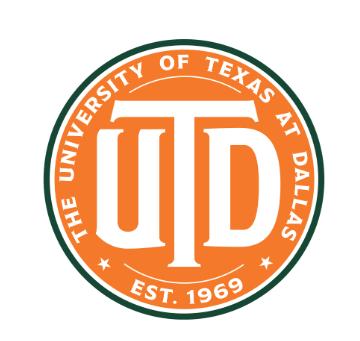 THE UNIVERSITY OF TEXAS AT DALLAS
UTD
EST. 1969